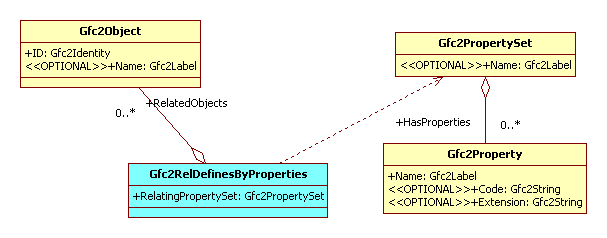 Gfc2Object
+ID: Gfc2Identity
<<OPTIONAL>>+Name: Gfc2Label
Gfc2PropertySet
<<OPTIONAL>>+Name: Gfc2Label
+RelatedObjects
0..*
+HasProperties
0..*
Gfc2RelDefinesByProperties
+RelatingPropertySet: Gfc2PropertySet
Gfc2Property
+Name: Gfc2Label
<<OPTIONAL>>+Code: Gfc2String
<<OPTIONAL>>+Extension: Gfc2String